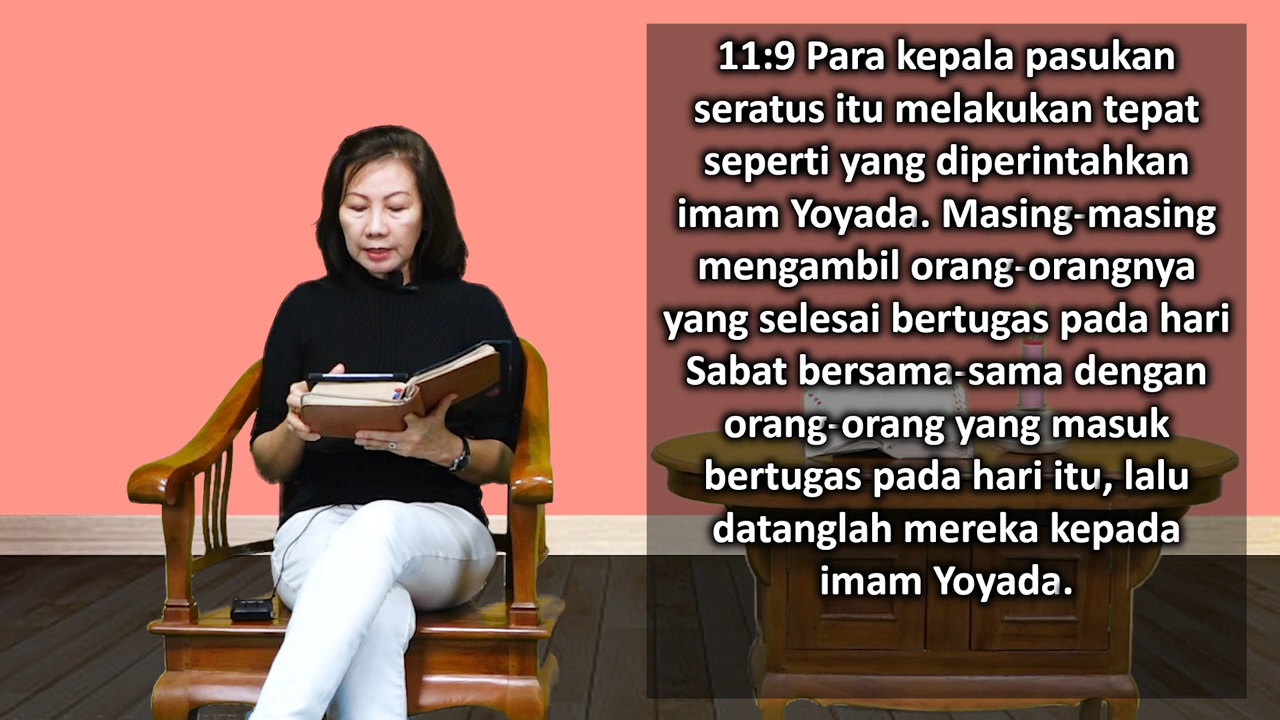 11:9 Para kepala pasukan
seratus itu melakukan tepat
seperti yang diperintahkan
imam Yoyada. Masing-masing
mengambil orang-orangnya
yang selesai bertugas pada hari
Sabat bersama-sama dengan
orang-orang yang masuk
bertugas pada hari itu, lalu
datanglah mereka kepada
imam Yoyada.